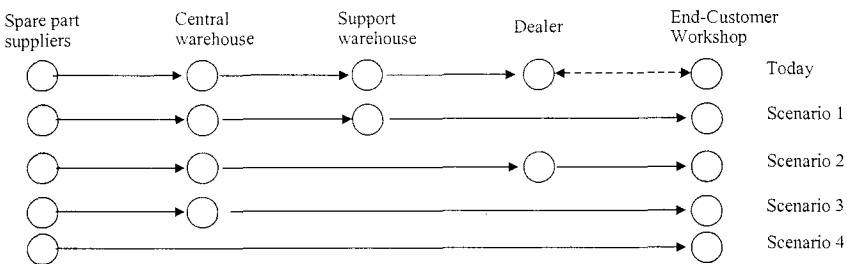 Spare part
suppliers
Central
warehouse
Support
warehouse
Dealer
End-Customer
Workshop
Today
Scenario 1
Scenario 2
Scenario 3
Scenario 4